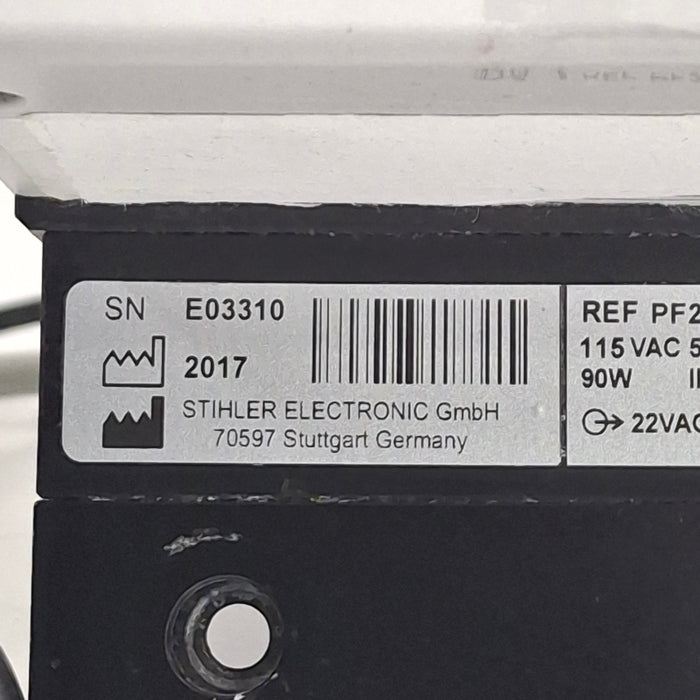 SN E03310
2017
STIHLER ELECTRONIC GmbH
70597 Stuttgart Germany
REF PF2
115 VAC 5
90W
22VAC